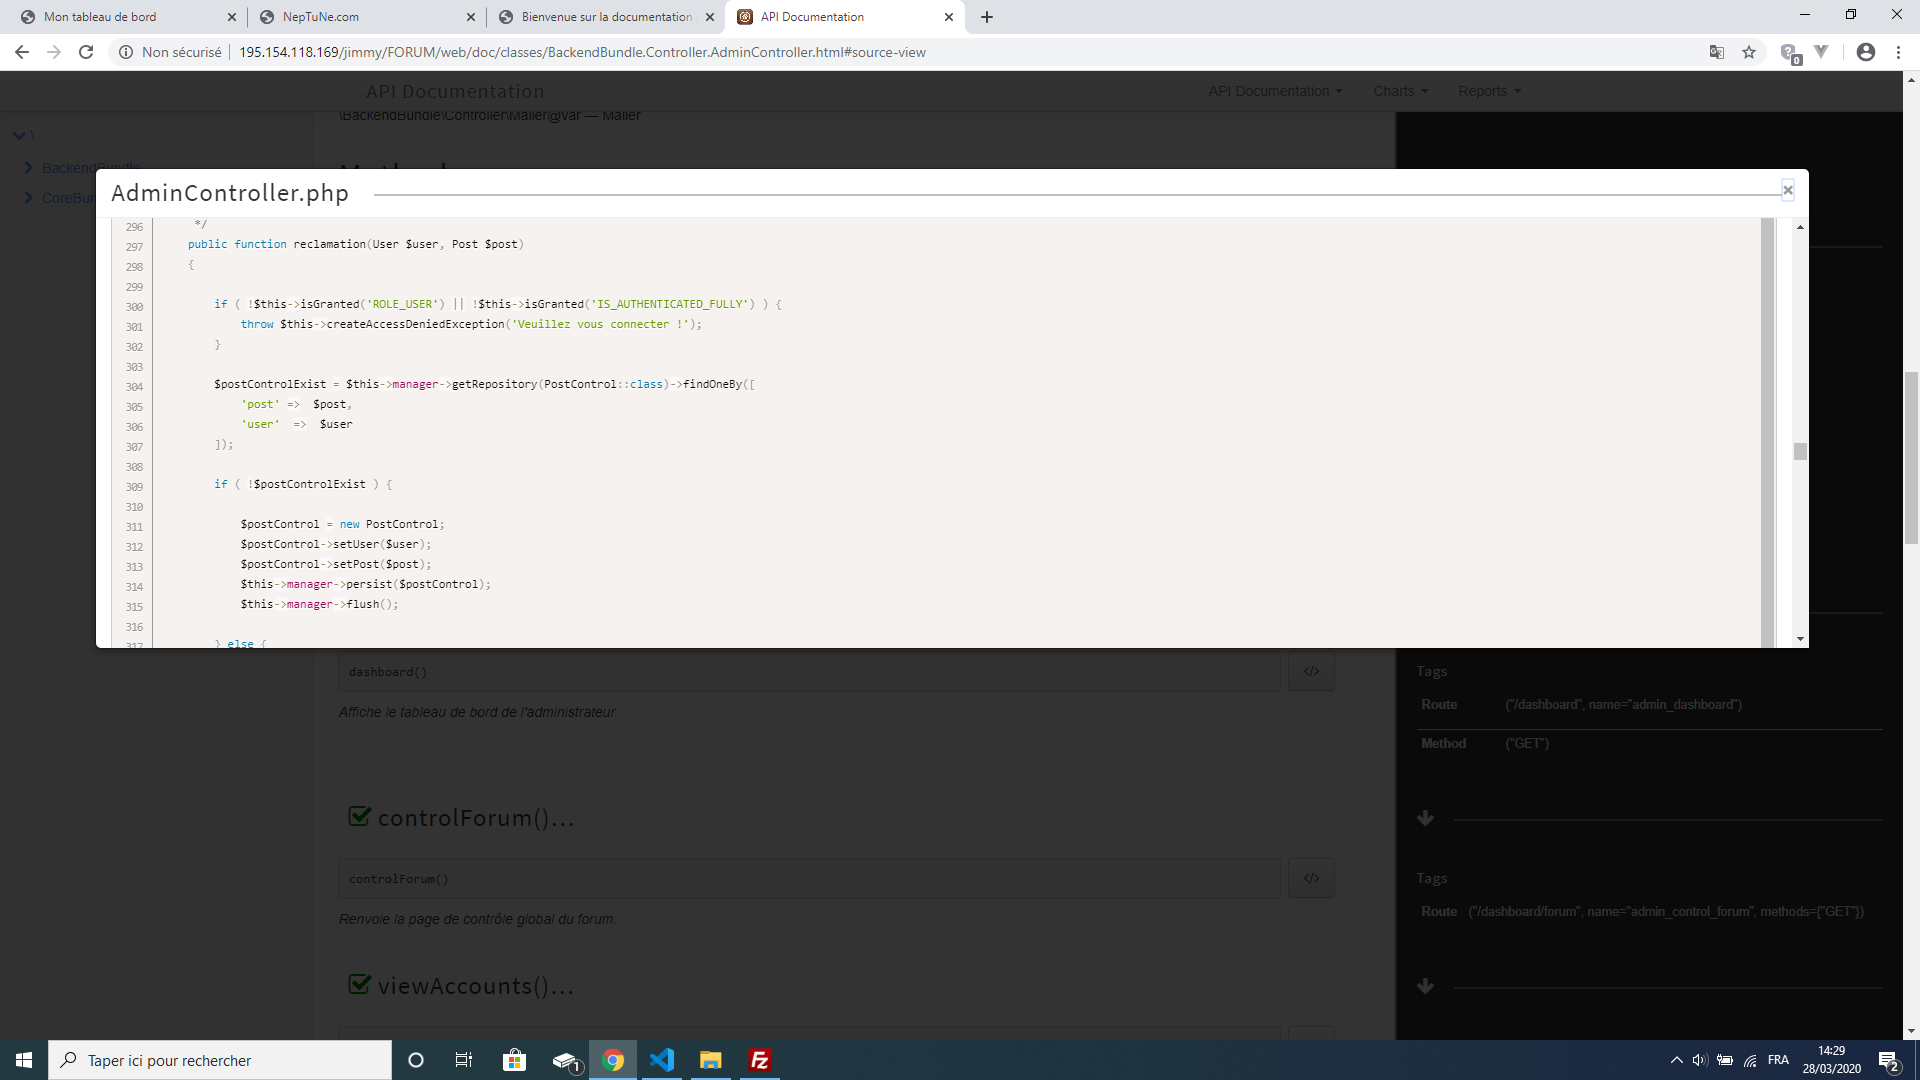 Mon tableau de bord
NepTuNe.com
Bienvenue sur la documentation
API Documentation
Non sécurisé
195.154.118.169/jimmy/FORUM/web/doc/classes/BackendBundle.Controller.AdminController.html#source-view
0
API Documentation
API Documentation
Charts
Reports
\BackendBundle\Controller\Mailer@var — Mailer
\
BackendBundle
CoreBun
AdminController.php
296 */
297 public function reclamation(User $user, Post $post)
298 {
299
300 if ( !$this->isGranted('ROLE_USER') || !$this->isGranted('IS_AUTHENTICATED_FULLY') ) {
301 throw $this->createAccessDeniedException('Veuillez vous connecter !');
302 }
303
304 $postControlExist = $this->manager->getRepository(PostControl::class)->findOneBy([
305 'post' => $post,
306 'user' => $user
307 ]);
308
309 if ( !$postControlExist ) {
310
311 $postControl = new PostControl;
312 $postControl->setUser($user);
313 $postControl->setPost($post);
314 $this->manager->persist($postControl);
315 $this->manager->flush();
316
317 } else {
dashboard()
</>
Affiche le tableau de bord de l'administrateur.
Tags
Route ("/dashboard", name="admin_dashboard")
Method ("GET")
controlForum()...
controlForum()
</>
Renvoie la page de contrôle global du forum.
Tags
Route ("/dashboard/forum", name="admin_control_forum", methods={"GET"})
viewAccounts()...
Taper ici pour rechercher
1
FRA
14:29
28/03/2020
2